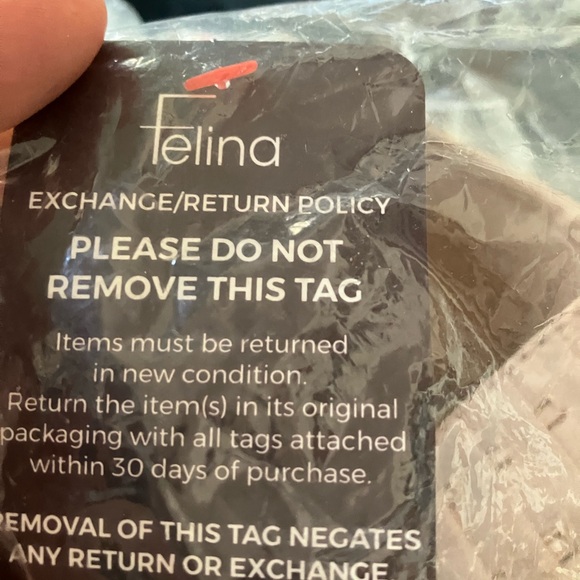 Felina
EXCHANGE/RETURN POLICY
PLEASE DO NOT
REMOVE THIS TAG
Items must be returned
in new condition.
Return the item(s) in its original
packaging with all tags attached
within 30 days of purchase.
REMOVAL OF THIS TAG NEGATES
ANY RETURN OR EXCHANGE